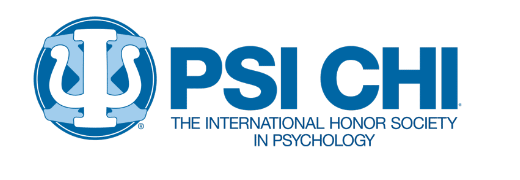 PSI CHI
THE INTERNATIONAL HONOR SOCIETY
IN PSYCHOLOGY
®